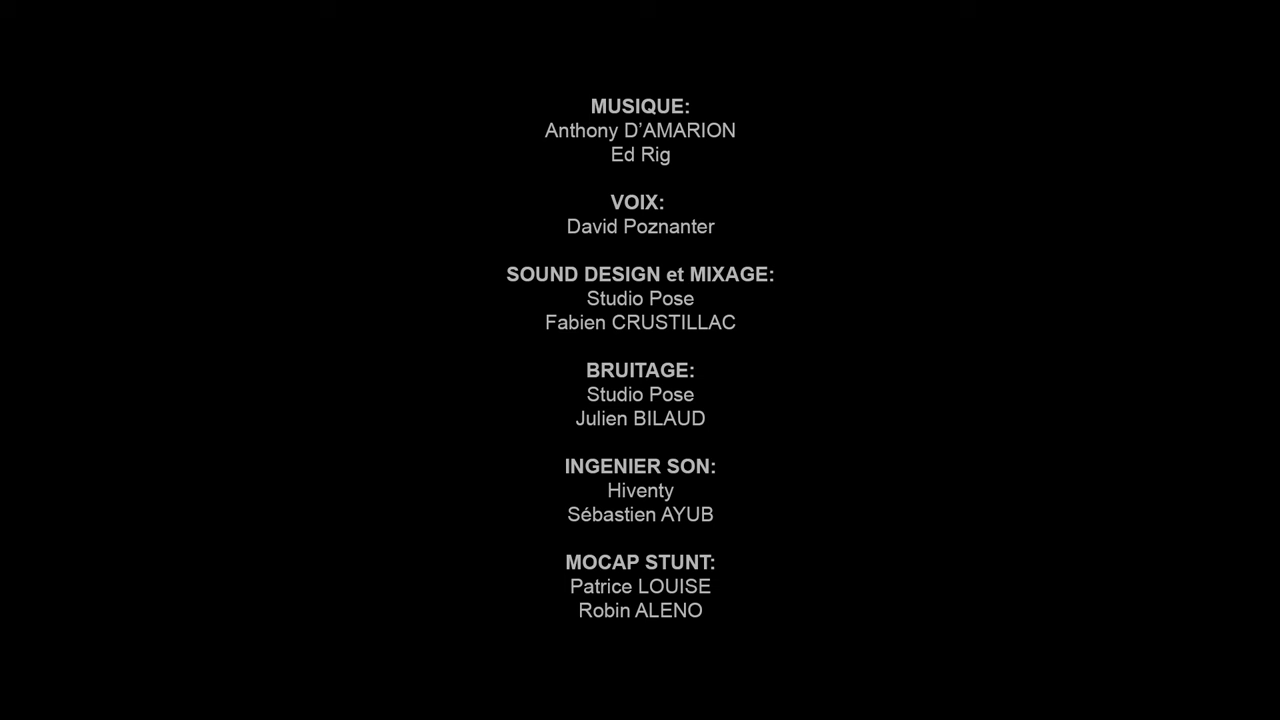 MUSIQUE:
Anthony D’AMARION
Ed Rig
VOIX:
David Poznanter
SOUND DESIGN et MIXAGE:
Studio Pose
Fabien CRUSTILLAC
BRUITAGE:
Studio Pose
Julien BILAUD
INGENIER SON:
Hiventy
Sébastien AYUB
MOCAP STUNT:
Patrice LOUISE
Robin ALENO